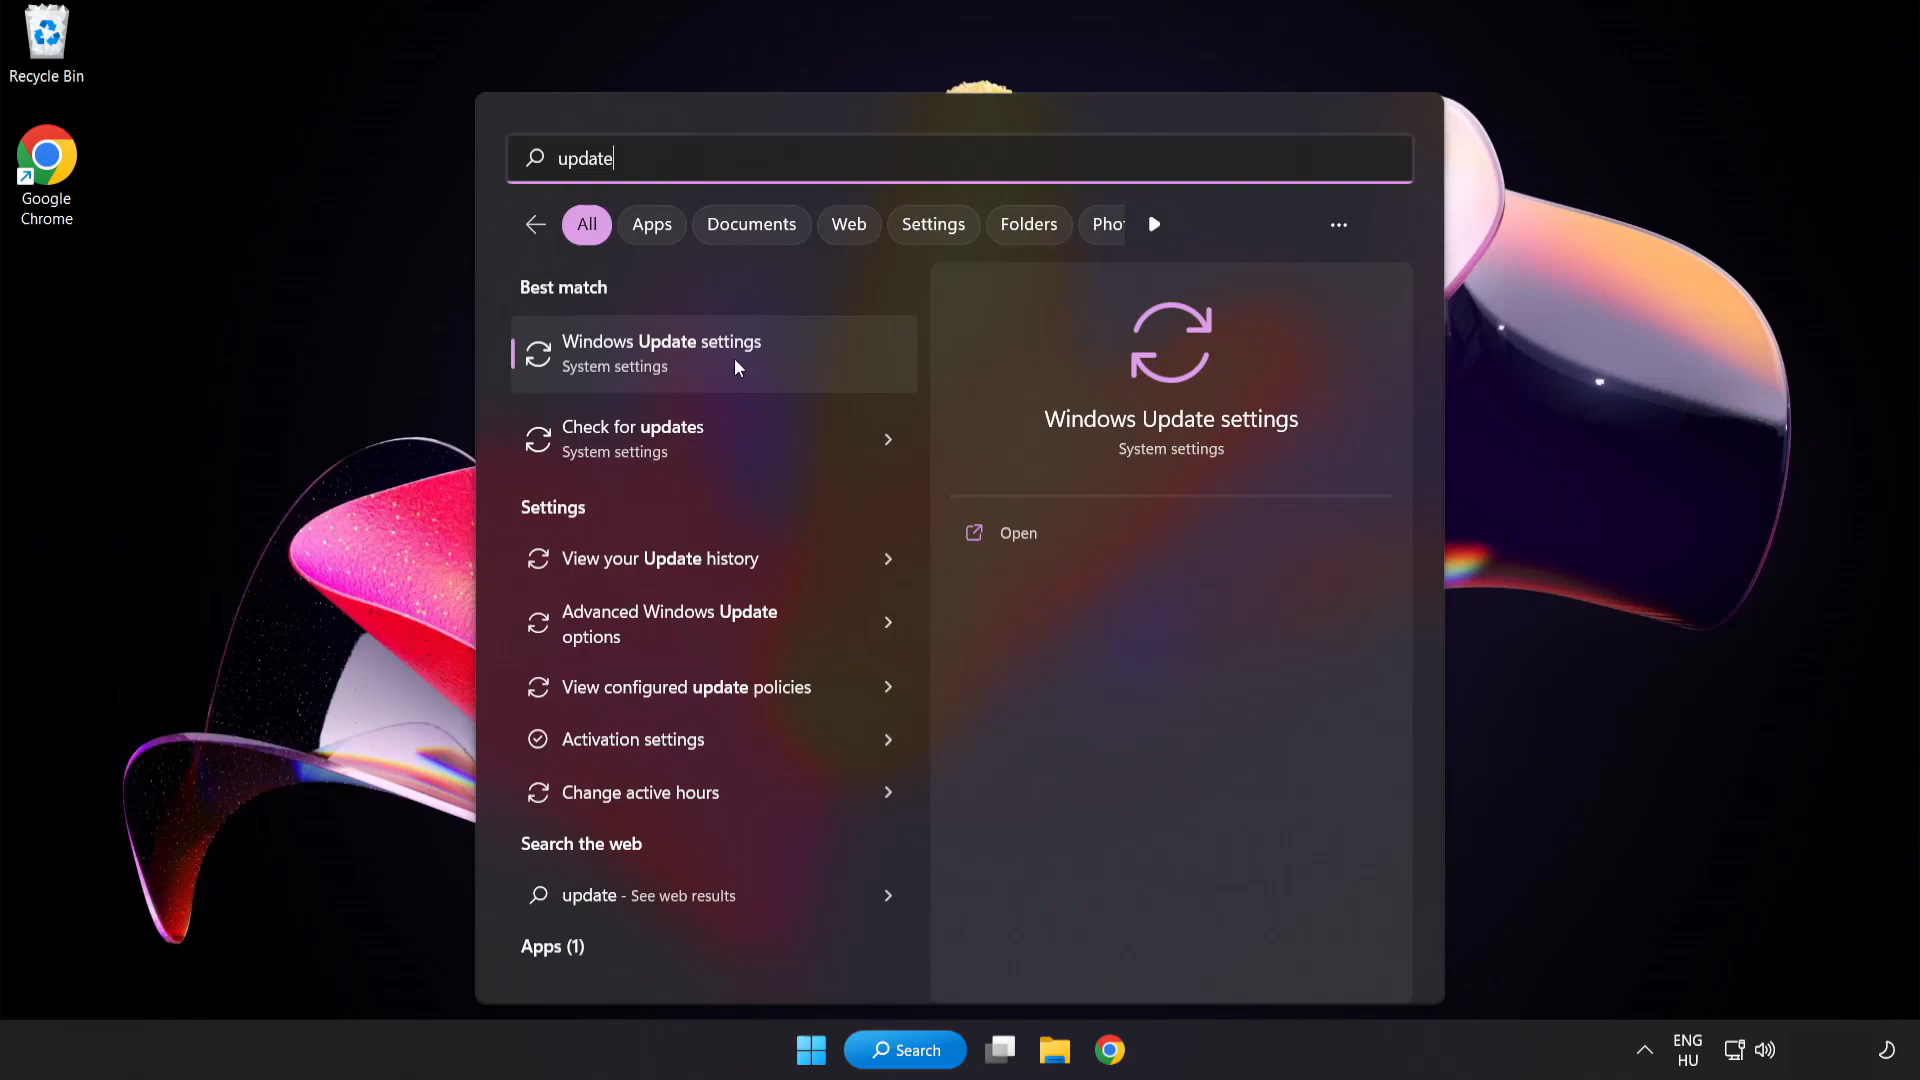 Recycle Bin
Google
Chrome
update
All
Apps
Documents
Web
Settings
Folders
Pho
Best match
Windows Update settings
System settings
Check for updates
System settings
Settings
View your Update history
Advanced Windows Update
options
View configured update policies
Activation settings
Change active hours
Search the web
update - See web results
Apps (1)
Windows Update settings
System settings
Open
Search
ENG
HU